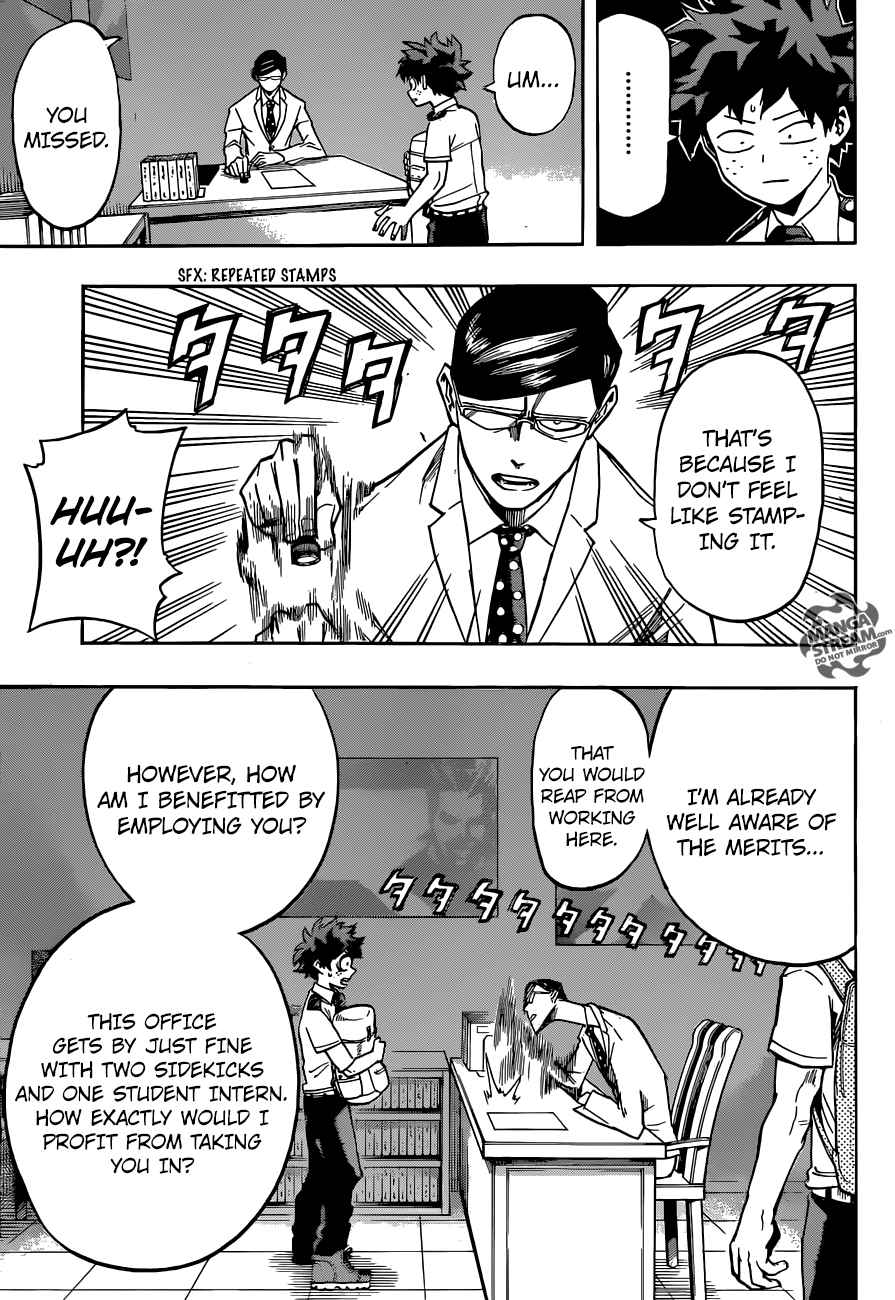 .........
UM...
YOU
MISSED.
SFX: REPEATED STAMPS
タ タ タ タ タ
THAT'S
BECAUSE I
DON'T FEEL
LIKE STAMP-
ING IT.
HUU-
UH?!
MANGA
STREAM.com
DO NOT MIRROR
I'M ALREADY
WELL AWARE OF
THE MERITS...
THAT
YOU WOULD
REAP FROM
WORKING
HERE.
HOWEVER, HOW
AM I BENEFITTED BY
EMPLOYING YOU?
タタタタタタタタタタ
THIS OFFICE
GETS BY JUST FINE
WITH TWO SIDEKICKS
AND ONE STUDENT INTERN.
HOW EXACTLY WOULD I
PROFIT FROM TAKING
YOU IN?